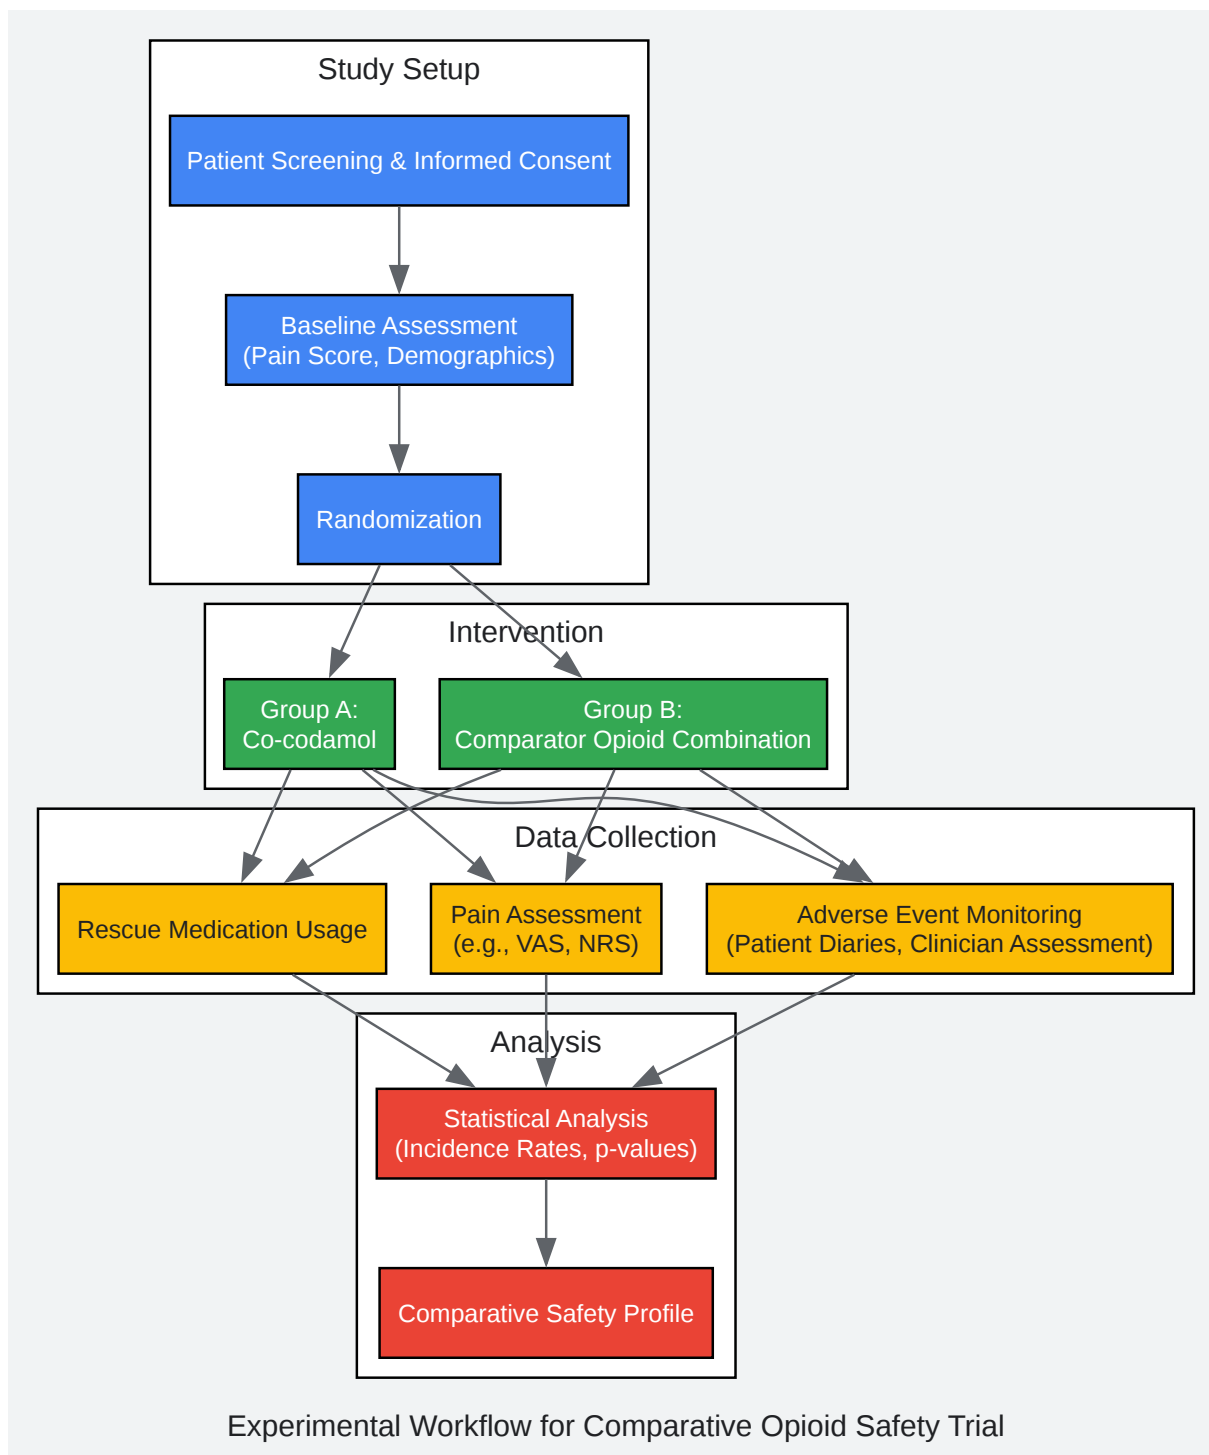 Study Setup
Patient Screening & Informed Consent
Baseline Assessment
(Pain Score, Demographics)
Randomization
Intervention
Group A:
Co-codamol
Group B:
Comparator Opioid Combination
Data Collection
Rescue Medication Usage
Pain Assessment
(e.g., VAS, NRS)
Adverse Event Monitoring
(Patient Diaries, Clinician Assessment)
Analysis
Statistical Analysis
(Incidence Rates, p-values)
Comparative Safety Profile
Experimental Workflow for Comparative Opioid Safety Trial